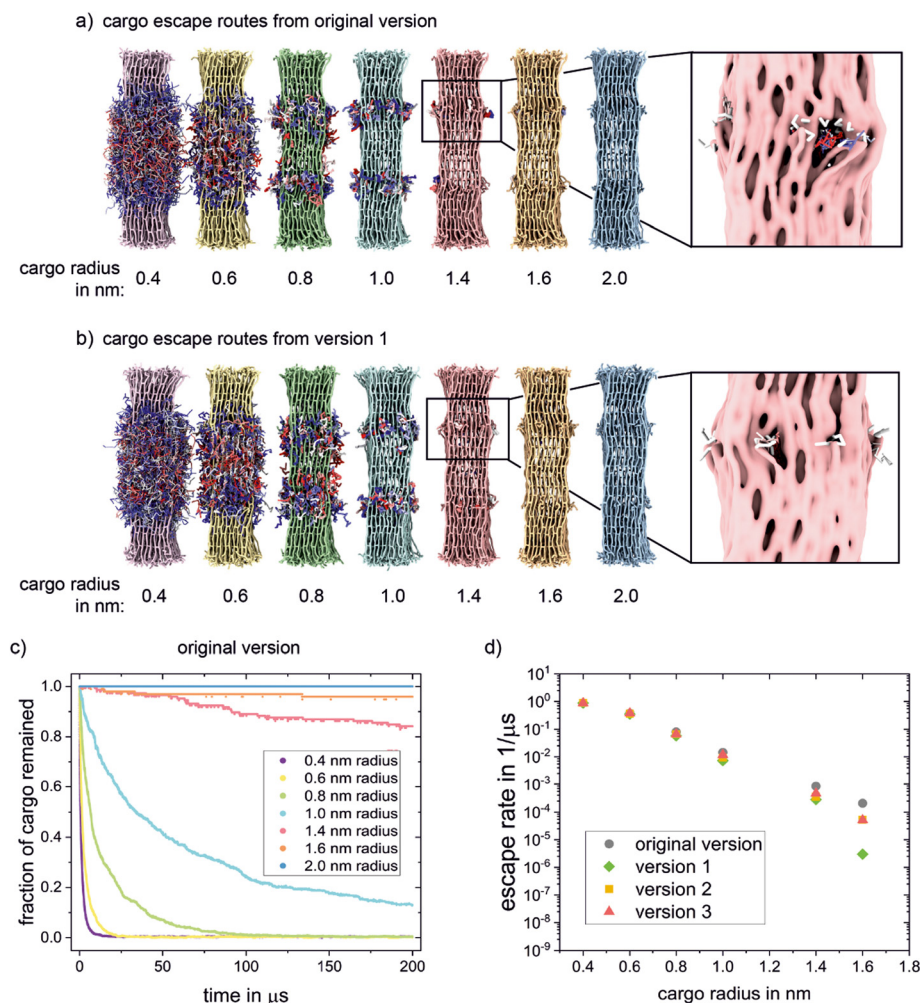 a) cargo escape routes from original version
cargo radius
in nm:
0.4 0.6 0.8 1.0 1.4 1.6 2.0
b) cargo escape routes from version 1
cargo radius
in nm:
0.4 0.6 0.8 1.0 1.4 1.6 2.0
c) original version
fraction of cargo remained
1.0
0.8
0.6
0.4
0.2
0.0
0.4 nm radius
0.6 nm radius
0.8 nm radius
1.0 nm radius
1.4 nm radius
1.6 nm radius
2.0 nm radius
0 50 100 150 200
time in µs
d)
escape rate in 1/µs
10¹
10⁰
10⁻¹
10⁻²
10⁻³
10⁻⁴
10⁻⁵
10⁻⁶
10⁻⁷
10⁻⁸
10⁻⁹
original version
version 1
version 2
version 3
0.4 0.6 0.8 1.0 1.2 1.4 1.6 1.8
cargo radius in nm